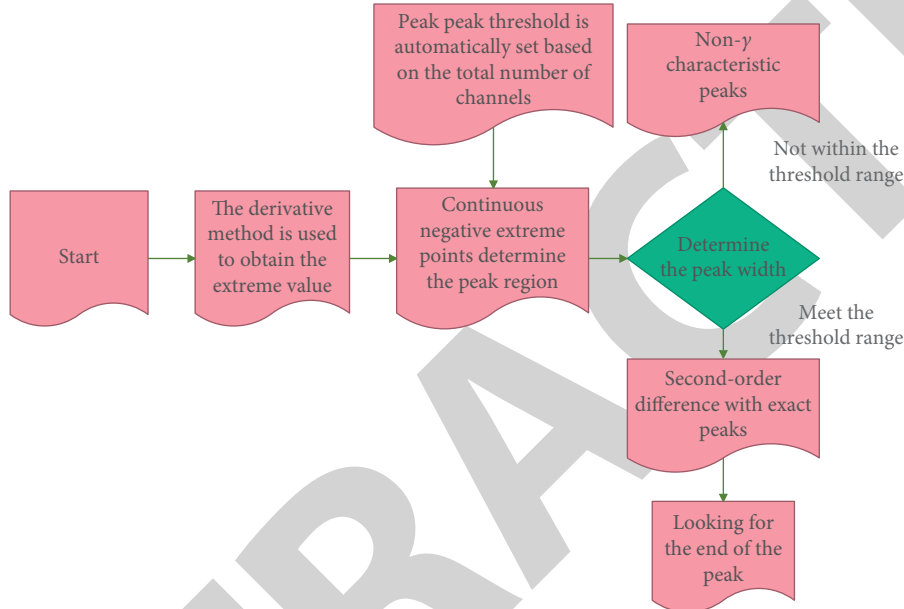 Peak peak threshold is
automatically set based
on the total number of
channels
Non-γ
characteristic
peaks
Not within the
threshold range
Start
The derivative
method is used
to obtain the
extreme value
Continuous
negative extreme
points determine
the peak region
Determine
the peak width
Meet the
threshold range
Second-order
difference with exact
peaks
Looking for
the end of the
peak